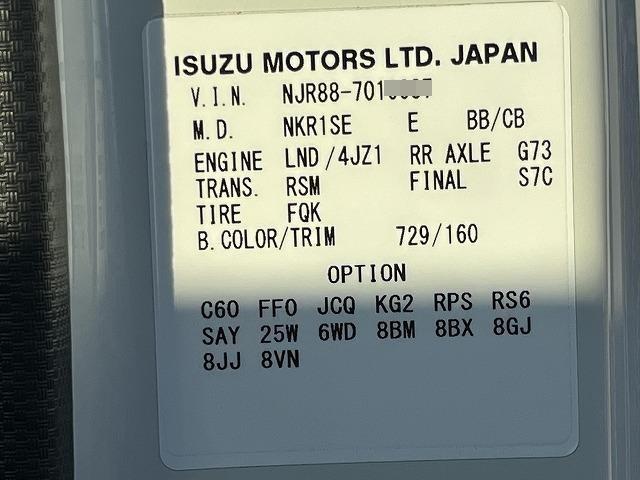 ISUZU MOTORS LTD. JAPAN
V.I.N. NJR88-701
M.D. NKR1SE E BB/CB
ENGINE LND/4JZ1 RR AXLE G73
TRANS. RSM FINAL S7C
TIRE FQK
B.COLOR/TRIM 729/160
OPTION
C60 FF0 JCQ KG2 RPS RS6
SAY 25W 6WD 8BM 8BX 8GJ
8JJ 8VN